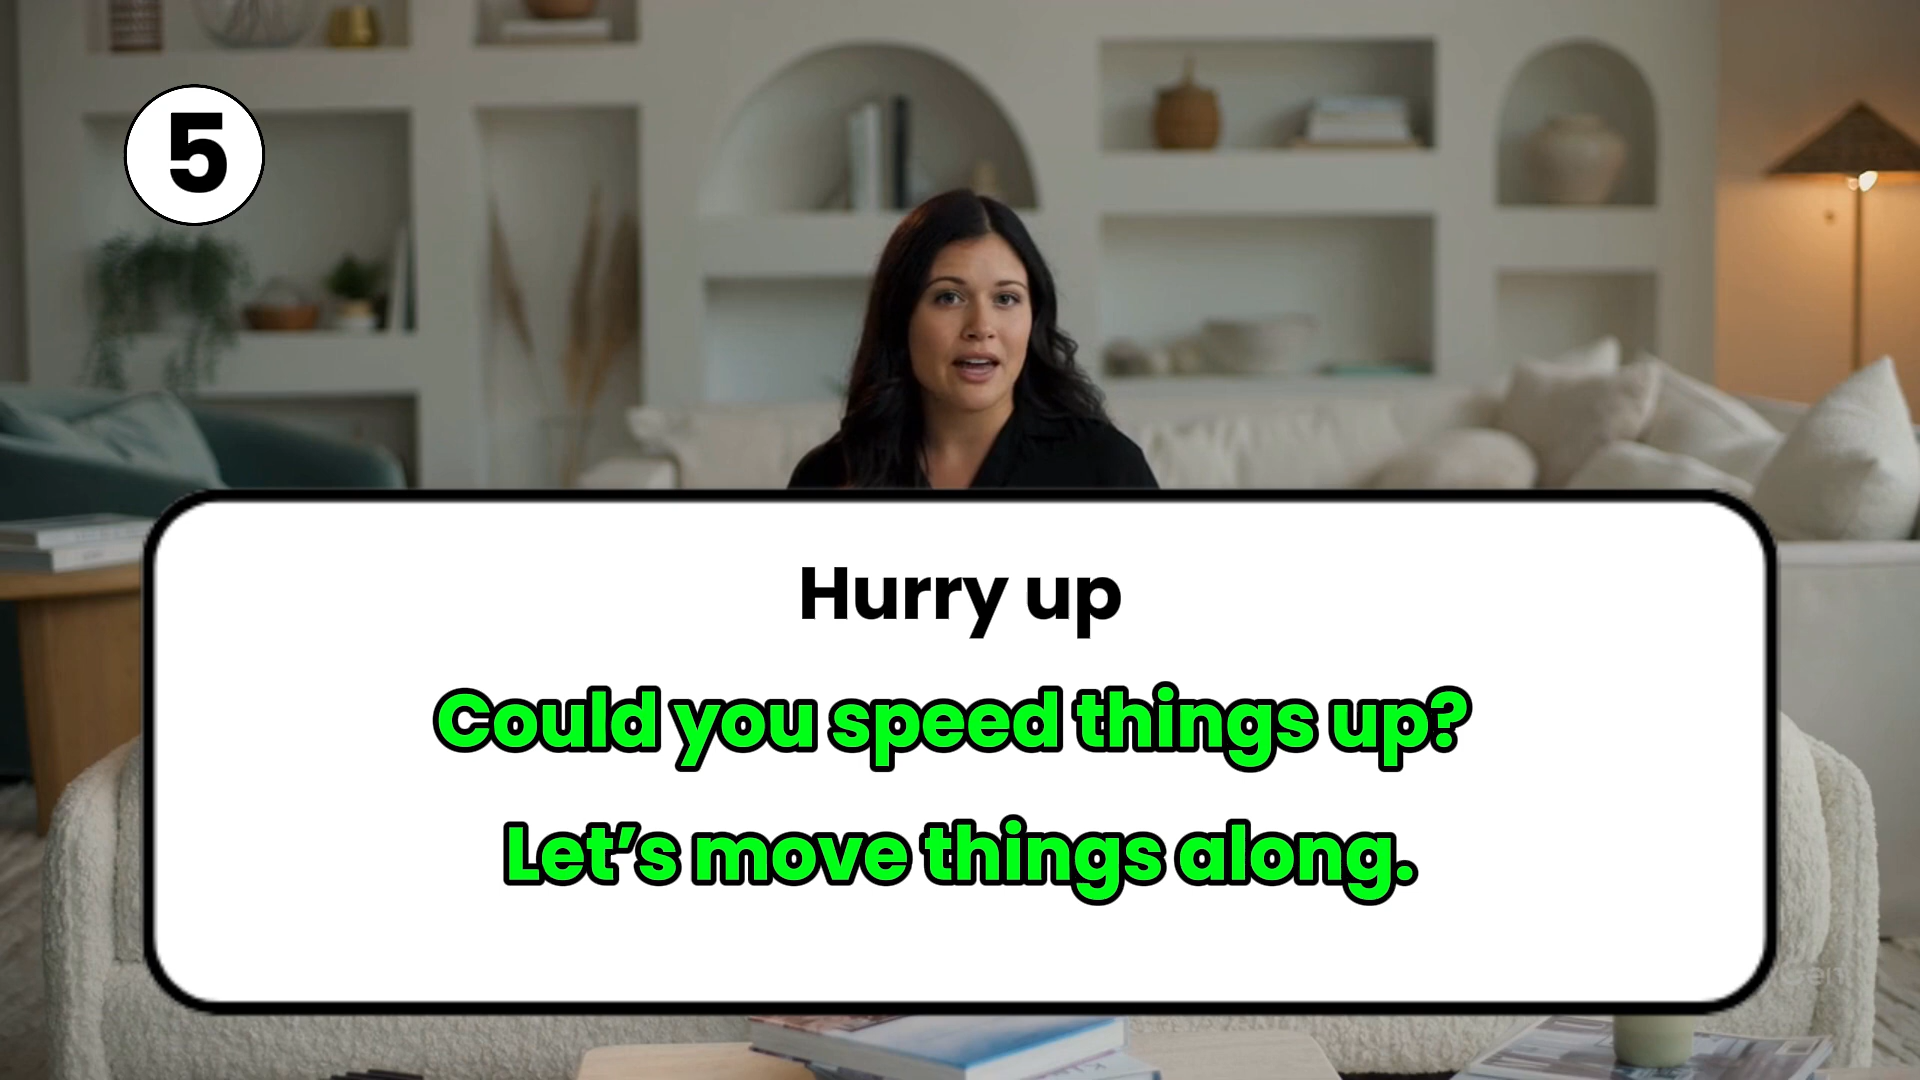 5
Hurry up
Could you speed things up?
Let's move things along.